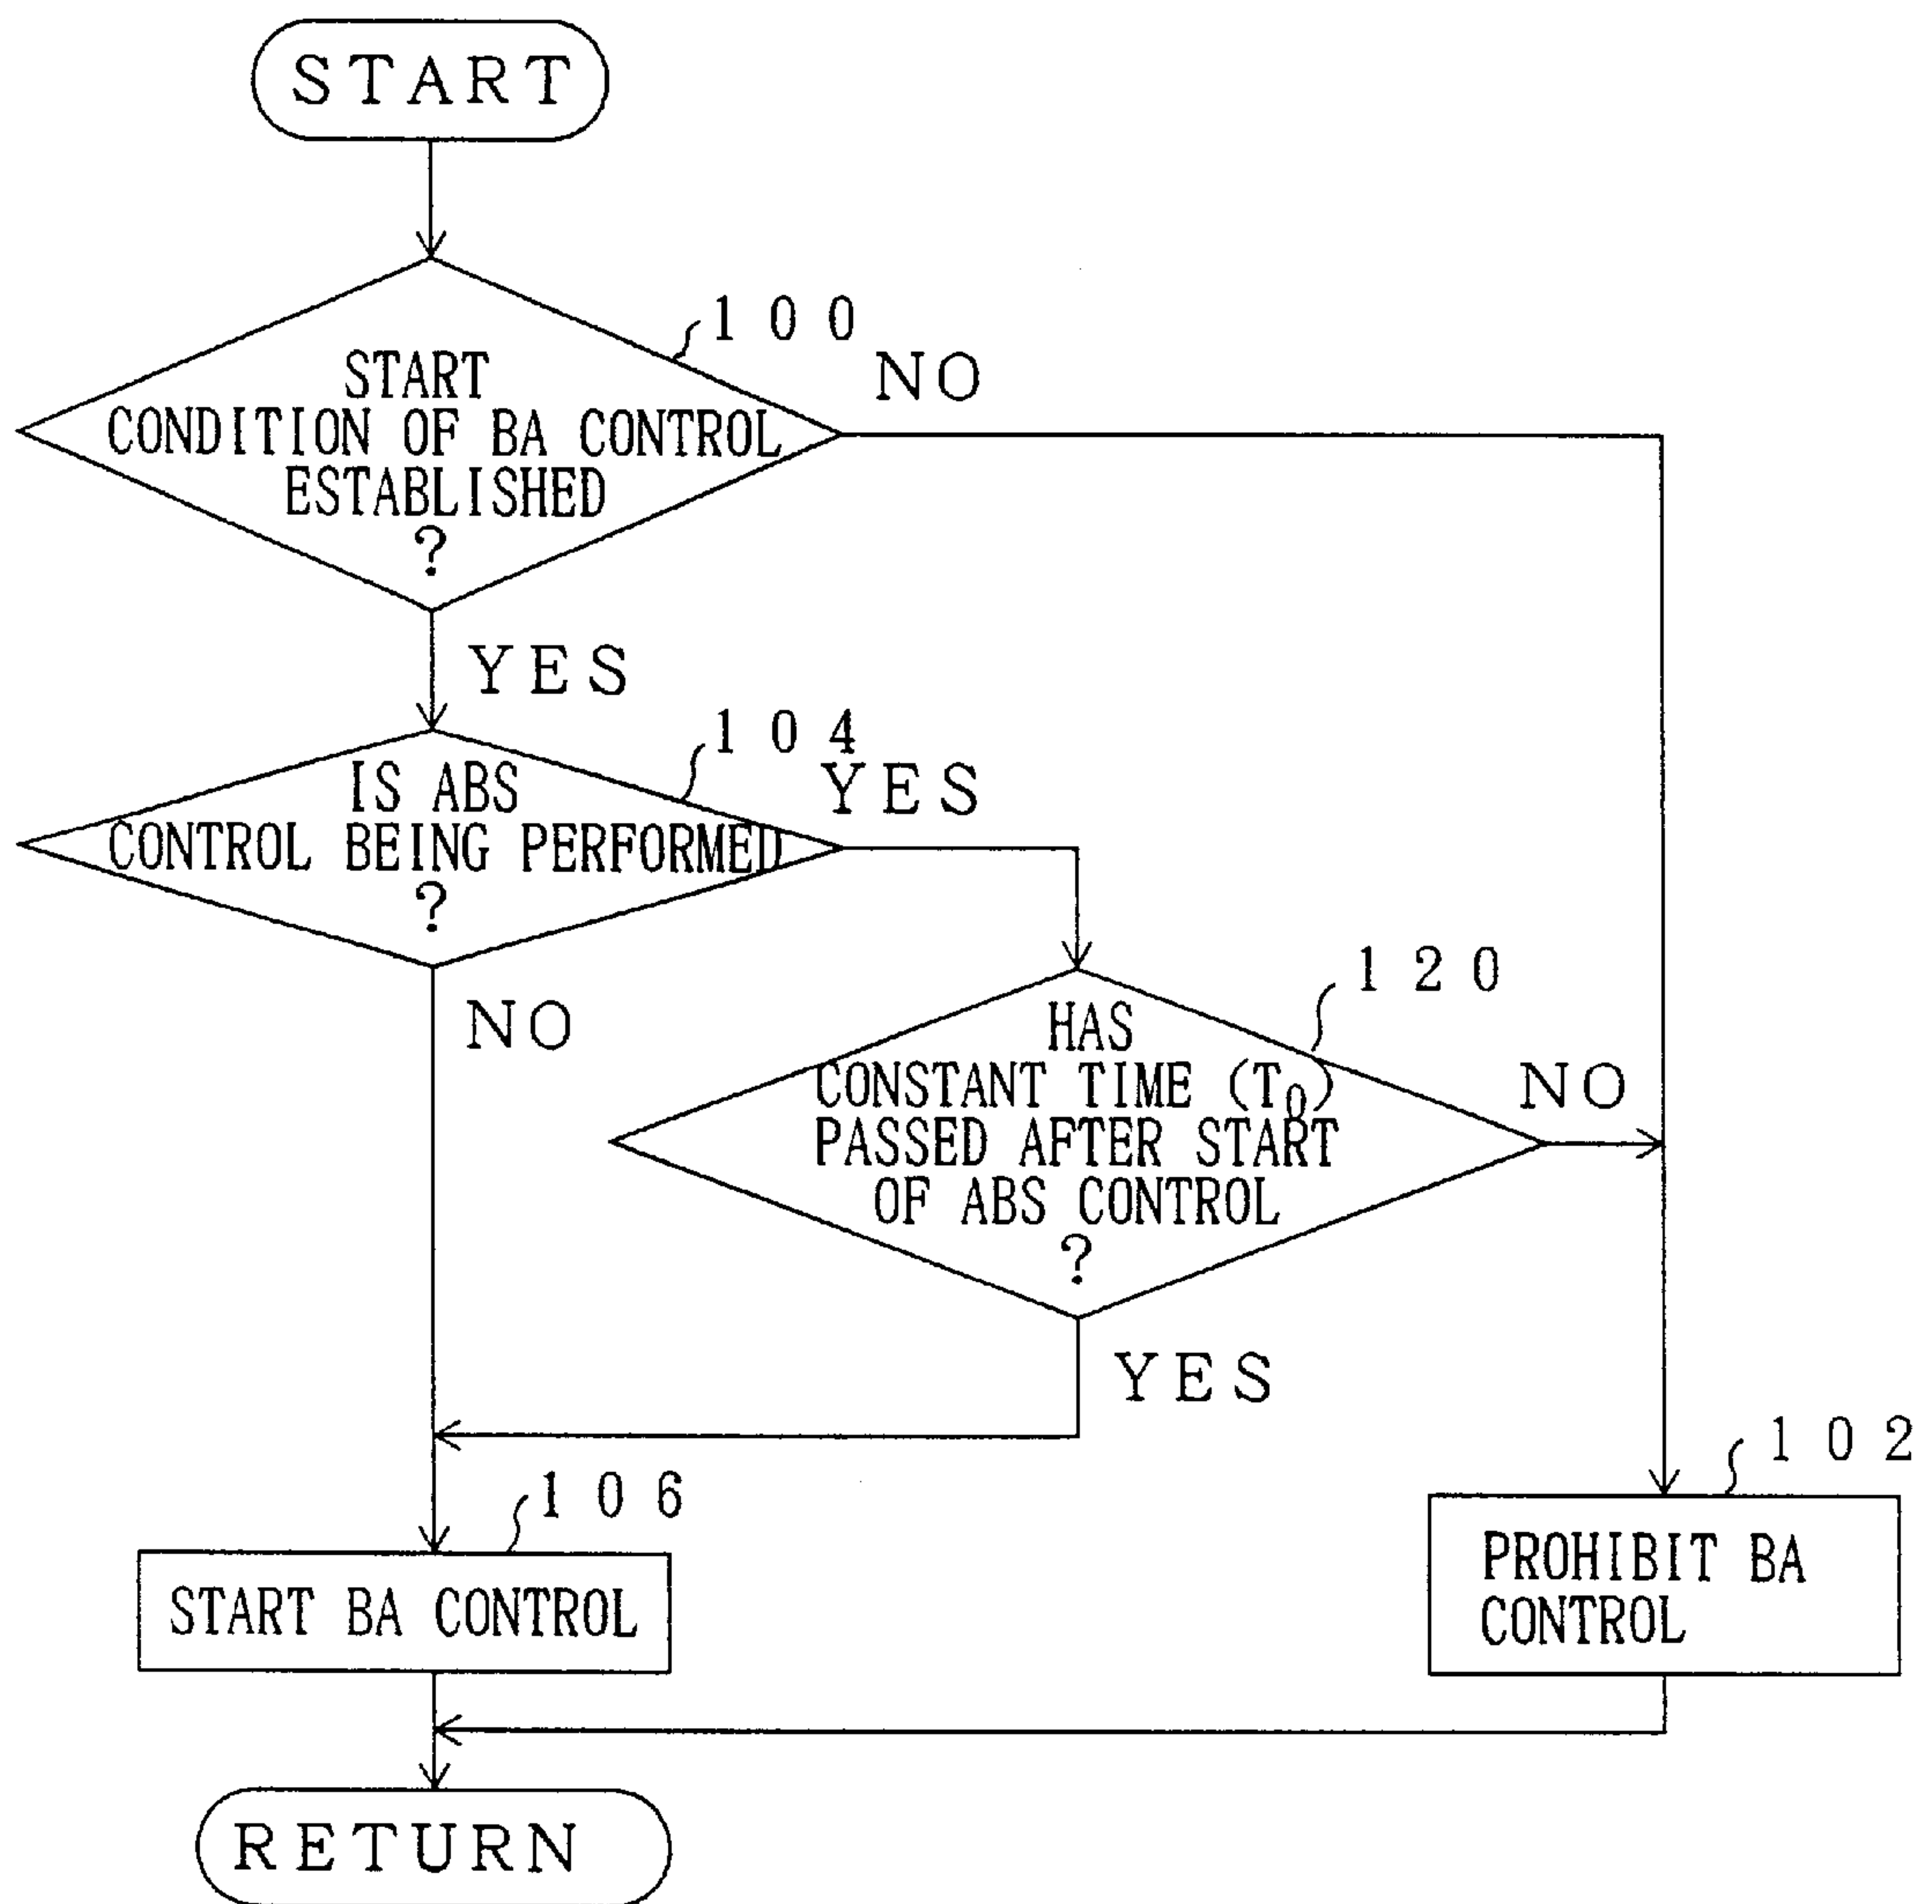 START
100
START
CONDITION OF BA CONTROL
ESTABLISHED
?
NO
YES
104
IS ABS
CONTROL BEING PERFORMED
?
YES
NO
120
HAS
CONSTANT TIME (T0)
PASSED AFTER START
OF ABS CONTROL
?
NO
YES
106
START BA CONTROL
102
PROHIBIT BA
CONTROL
RETURN